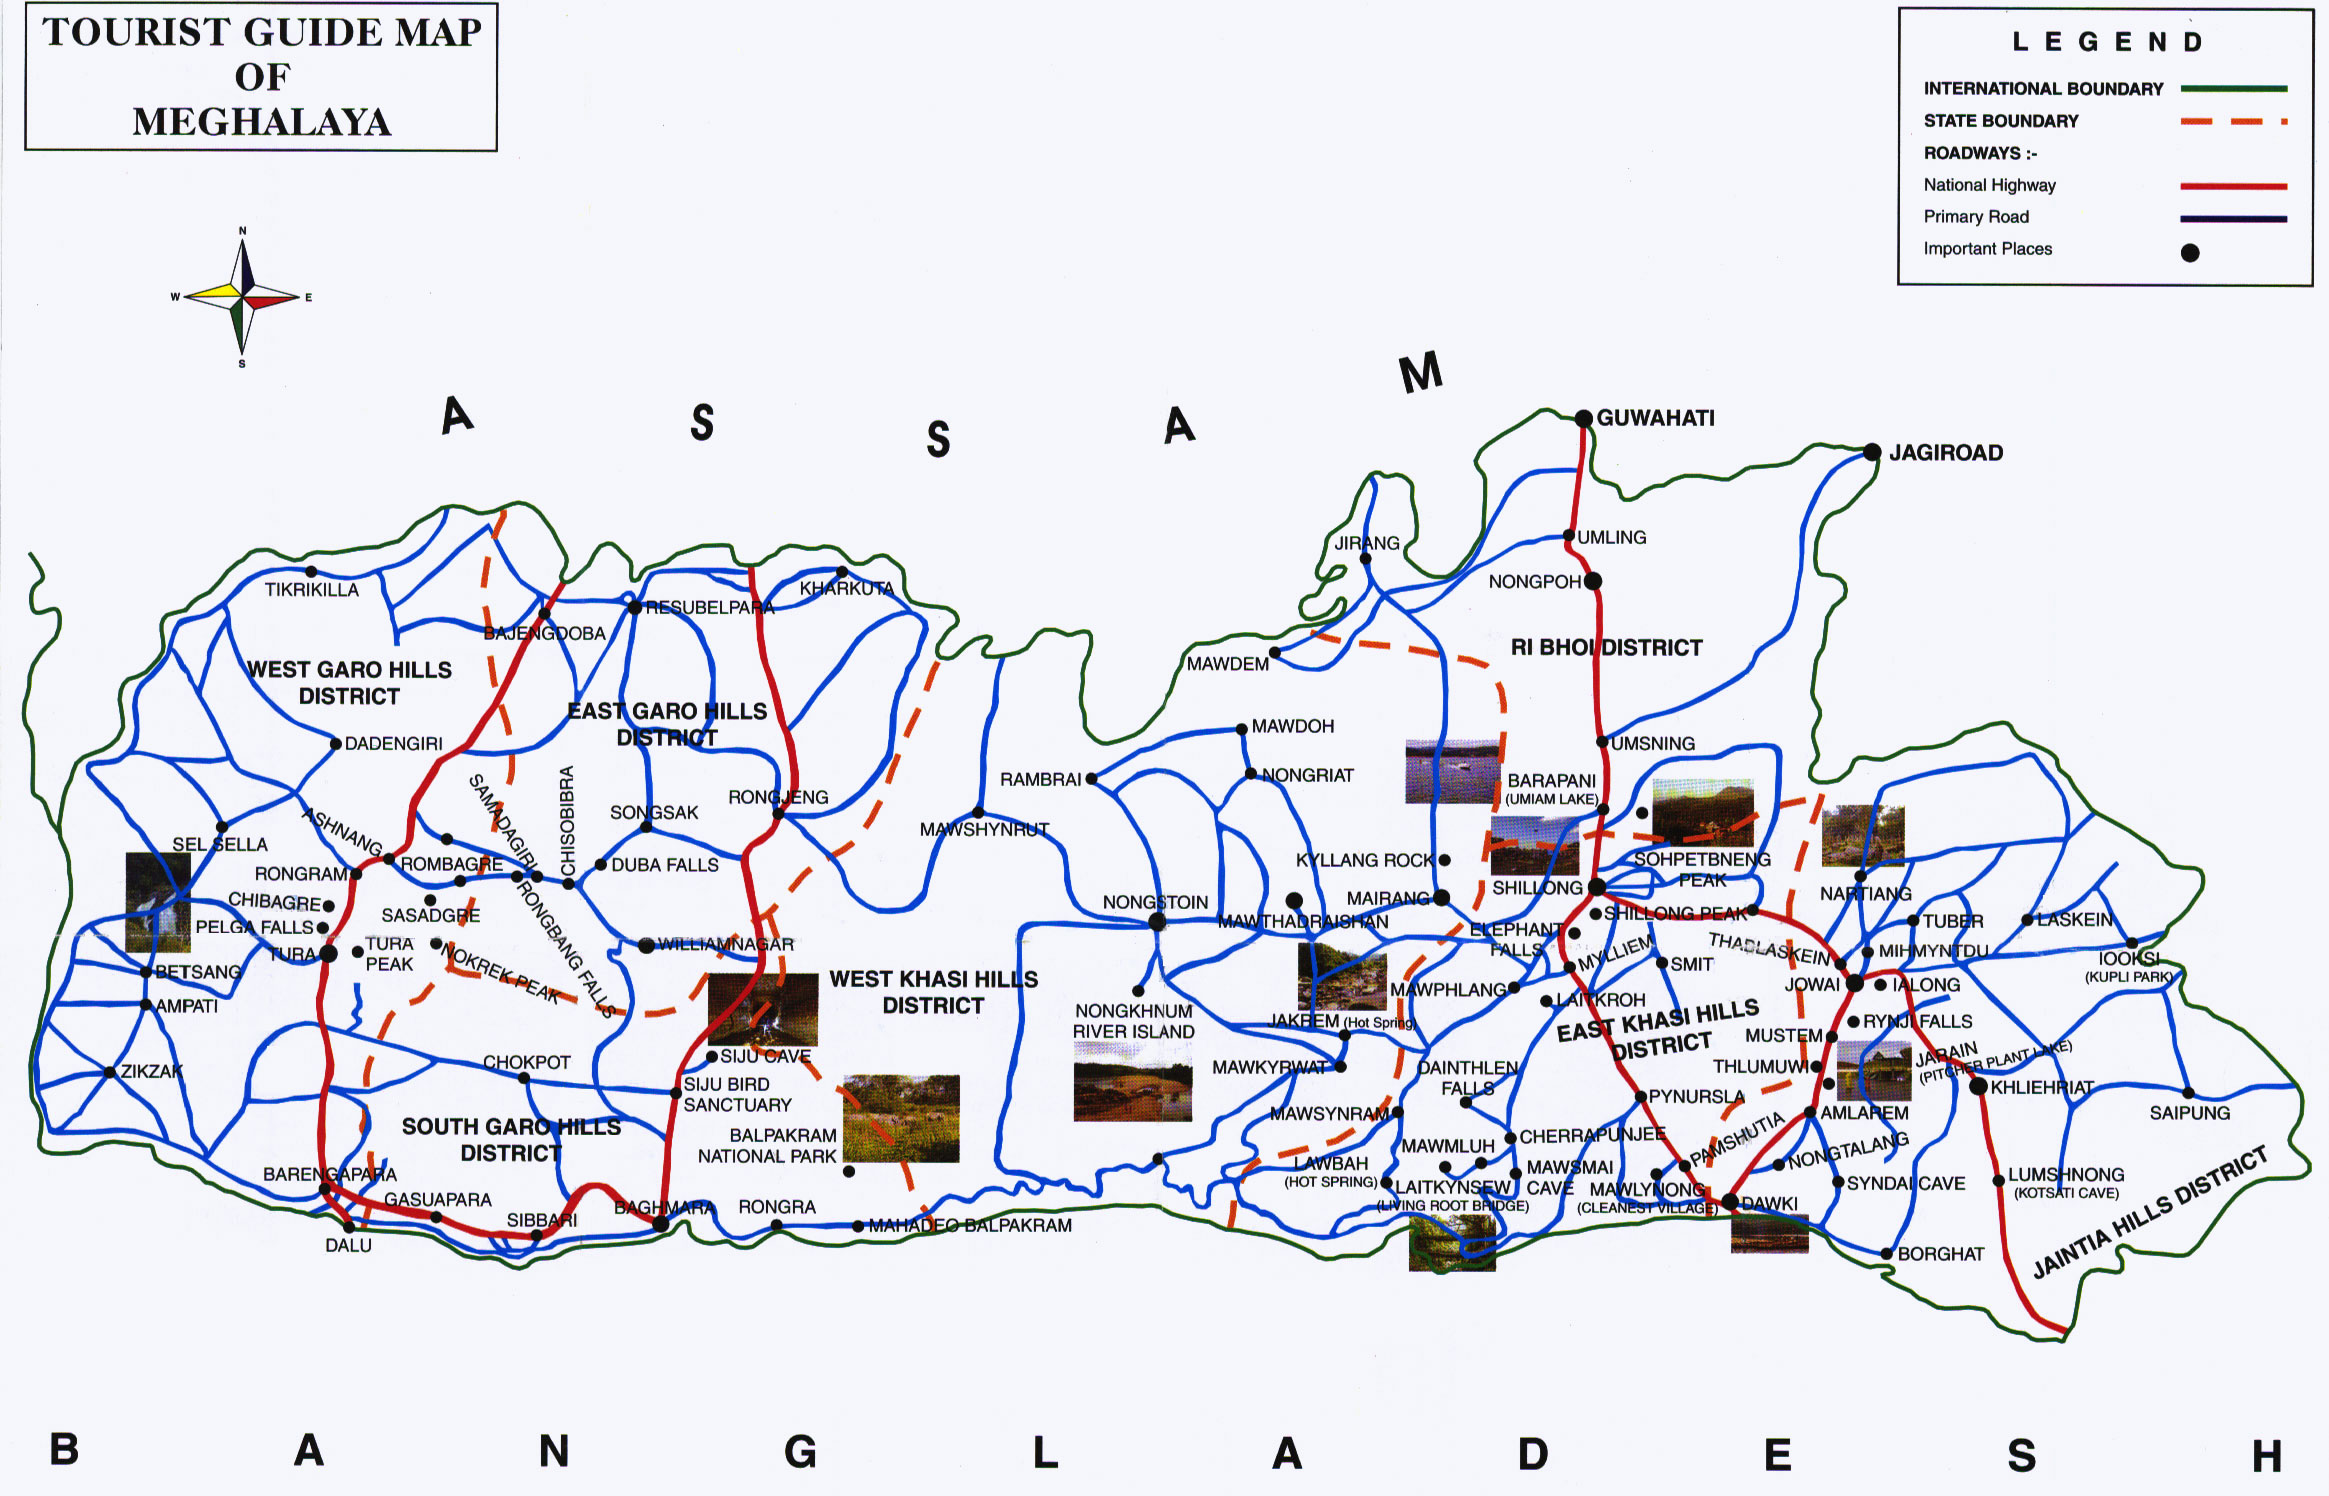 TOURIST GUIDE MAP
OF
MEGHALAYA
L E G E N D
INTERNATIONAL BOUNDARY
STATE BOUNDARY
ROADWAYS :-
National Highway
Primary Road
Important Places
N
W
E
S
A S S A M
GUWAHATI
JAGIROAD
JIRANG
UMLING
NONGPOH
TIKRIKILLA
KHARKUTA
RESUBELPARA
BAJENGDOBA
RI BHOI DISTRICT
MAWDEM
WEST GARO HILLS
DISTRICT
EAST GARO HILLS
DISTRICT
MAWDOH
DADENGIRI
UMSNING
RAMBRAI
NONGRIAT
BARAPANI
(UMIAM LAKE)
SAMADAGIRI
CHISOBIBRA
RONGJENG
SONGSAK
MAWSHYNRUT
ASHNANG
SEL SELLA
ROMBAGRE
DUBA FALLS
KYLLANG ROCK
SOHPETBNENG
PEAK
RONGRAM
SHILLONG
NARTIANG
CHIBAGRE
SASADGRE
RONGBANG FALLS
NONGSTOIN
MAWTHADRAISHAN
MAIRANG
SHILLONG PEAK
TUBER
LASKEIN
PELGA FALLS
ELEPHANT
FALLS
TURA
TURA
PEAK
NOKREK PEAK
WILLIAMNAGAR
MYLLIEM
SMIT
THADLASKEIN
MIHMYNTDU
IOOKSI
(KUPLI PARK)
BETSANG
WEST KHASI HILLS
DISTRICT
MAWPHLANG
LAITKROH
JOWAI
IALONG
AMPATI
NONGKHNUM
RIVER ISLAND
JAKREM (Hot Spring)
EAST KHASI HILLS
DISTRICT
MUSTEM
RYNJI FALLS
CHOKPOT
SIJU CAVE
MAWKYRWAT
DAINTHLEN
FALLS
THLUMUWI
JARAIN
(PITCHER PLANT LAKE)
ZIKZAK
SIJU BIRD
SANCTUARY
PYNURSLA
KHLIEHRIAT
SAIPUNG
SOUTH GARO HILLS
DISTRICT
MAWSYNRAM
AMLAREM
BALPAKRAM
NATIONAL PARK
MAWMLUH
CHERRAPUNJEE
PAMSHUTIA
NONGTALANG
BARENGAPARA
LAWBAH
(HOT SPRING)
MAWSMAI
CAVE
LAITKYNSEW
(LIVING ROOT BRIDGE)
MAWLYNONG
(CLEANEST VILLAGE)
SYNDAI CAVE
LUMSHNONG
(KOTSATI CAVE)
GASUAPARA
BAGHMARA
RONGRA
DAWKI
JAINTIA HILLS DISTRICT
SIBBARI
MAHADEO BALPAKRAM
DALU
BORGHAT
B A N G L A D E S H